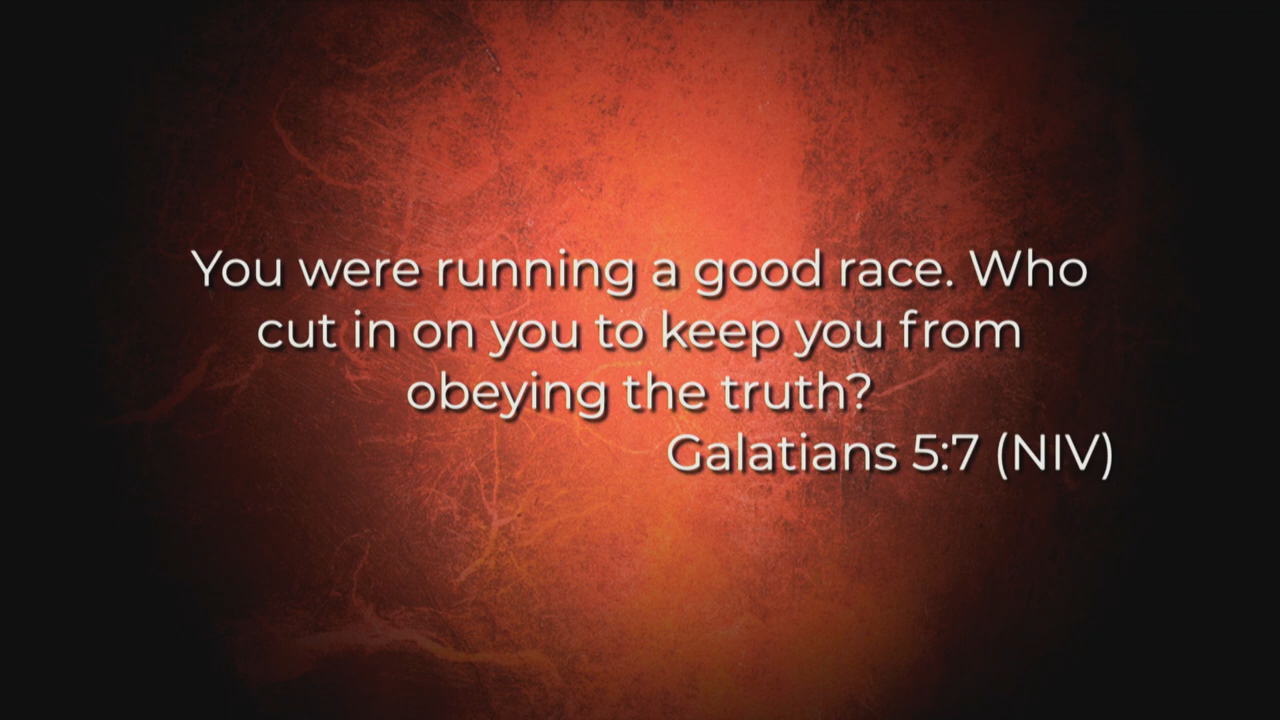 You were running a good race. Who
cut in on you to keep you from
obeying the truth?
Galatians 5:7 (NIV)